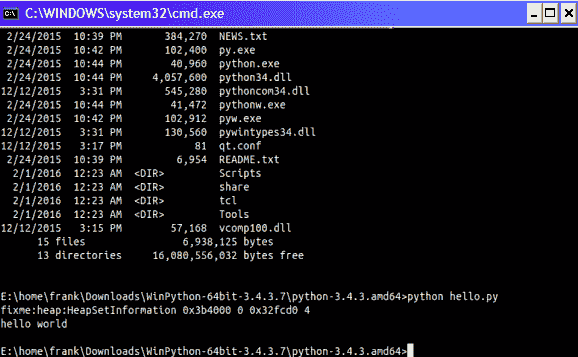 C:\ C:\WINDOWS\system32\cmd.exe
2/24/2015 10:39 PM 384,270 NEWS.txt
2/24/2015 10:42 PM 102,400 py.exe
2/24/2015 10:44 PM 40,960 python.exe
2/24/2015 10:44 PM 4,057,600 python34.dll
12/12/2015 3:31 PM 545,280 pythoncom34.dll
2/24/2015 10:44 PM 41,472 pythonw.exe
2/24/2015 10:42 PM 102,912 pyw.exe
12/12/2015 3:31 PM 130,560 pywintypes34.dll
12/12/2015 3:17 PM 81 qt.conf
2/24/2015 10:39 PM 6,954 README.txt
2/1/2016 12:23 AM <DIR> Scripts
2/1/2016 12:23 AM <DIR> share
2/1/2016 12:23 AM <DIR> tcl
2/1/2016 12:23 AM <DIR> Tools
12/12/2015 3:15 PM 57,168 vcomp100.dll
15 files 6,938,125 bytes
13 directories 16,080,556,032 bytes free
E:\home\frank\Downloads\WinPython-64bit-3.4.3.7\python-3.4.3.amd64>python hello.py
fixme:heap:HeapSetInformation 0x3b4000 0 0x32fcd0 4
hello world
E:\home\frank\Downloads\WinPython-64bit-3.4.3.7\python-3.4.3.amd64>